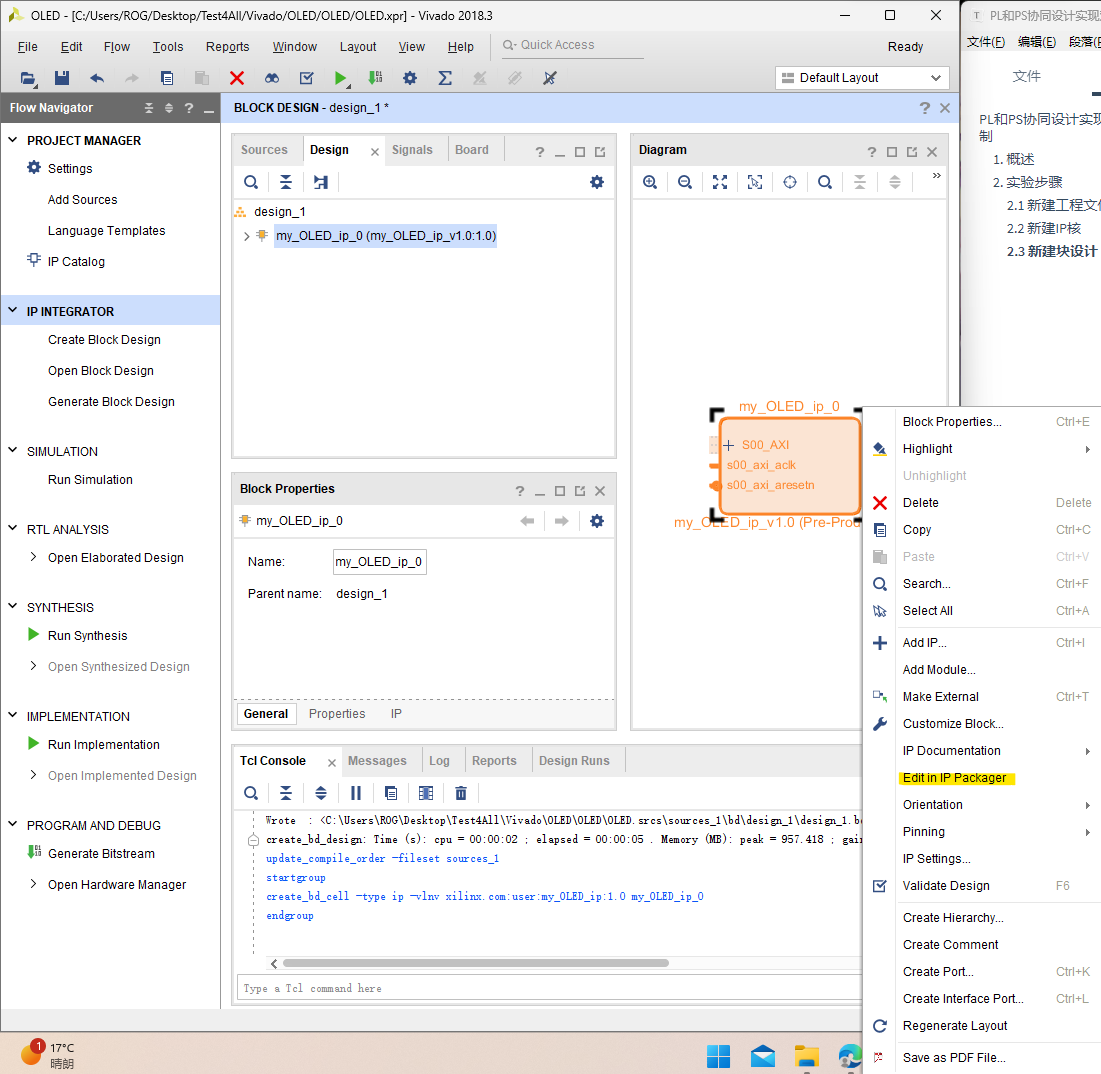 OLED - [C:/Users/ROG/Desktop/Test4All/Vivado/OLED/OLED/OLED.xpr] - Vivado 2018.3
File Edit Flow Tools Reports Window Layout View Help
Quick Access
Ready
Default Layout
Flow Navigator
PROJECT MANAGER
Settings
Add Sources
Language Templates
IP Catalog
IP INTEGRATOR
Create Block Design
Open Block Design
Generate Block Design
SIMULATION
Run Simulation
RTL ANALYSIS
Open Elaborated Design
SYNTHESIS
Run Synthesis
Open Synthesized Design
IMPLEMENTATION
Run Implementation
Open Implemented Design
PROGRAM AND DEBUG
Generate Bitstream
Open Hardware Manager
BLOCK DESIGN - design_1 *
Sources Design Signals Board
design_1
my_OLED_ip_0 (my_OLED_ip_v1.0:1.0)
Block Properties
my_OLED_ip_0
Name: my_OLED_ip_0
Parent name: design_1
General Properties IP
Diagram
my_OLED_ip_0
S00_AXI
s00_axi_aclk
s00_axi_aresetn
my_OLED_ip_v1.0 (Pre-Prod
Tcl Console Messages Log Reports Design Runs
Wrote : <C:\Users\ROG\Desktop\Test4All\Vivado\OLED\OLED\OLED.srcs\sources_1\bd\design_1\design_1.b
create_bd_design: Time (s): cpu = 00:00:02 ; elapsed = 00:00:05 . Memory (MB): peak = 957.418 ; gain
update_compile_order -fileset sources_1
startgroup
create_bd_cell -type ip -vlnv xilinx.com:user:my_OLED_ip:1.0 my_OLED_ip_0
endgroup
Type a Tcl command here
Block Properties... Ctrl+E
Highlight
Unhighlight
Delete Delete
Copy Ctrl+C
Paste Ctrl+V
Search... Ctrl+F
Select All Ctrl+A
Add IP... Ctrl+I
Add Module...
Make External Ctrl+T
Customize Block...
IP Documentation
Edit in IP Packager
Orientation
Pinning
IP Settings...
Validate Design F6
Create Hierarchy...
Create Comment
Create Port... Ctrl+K
Create Interface Port... Ctrl+L
Regenerate Layout
Save as PDF File...
PL和PS协同设计实现
文件(F) 编辑(E) 段落(
文件
PL和PS协同设计实现
制
1. 概述
2. 实验步骤
2.1 新建工程文件
2.2 新建IP核
2.3 新建块设计
1
17°C
晴朗